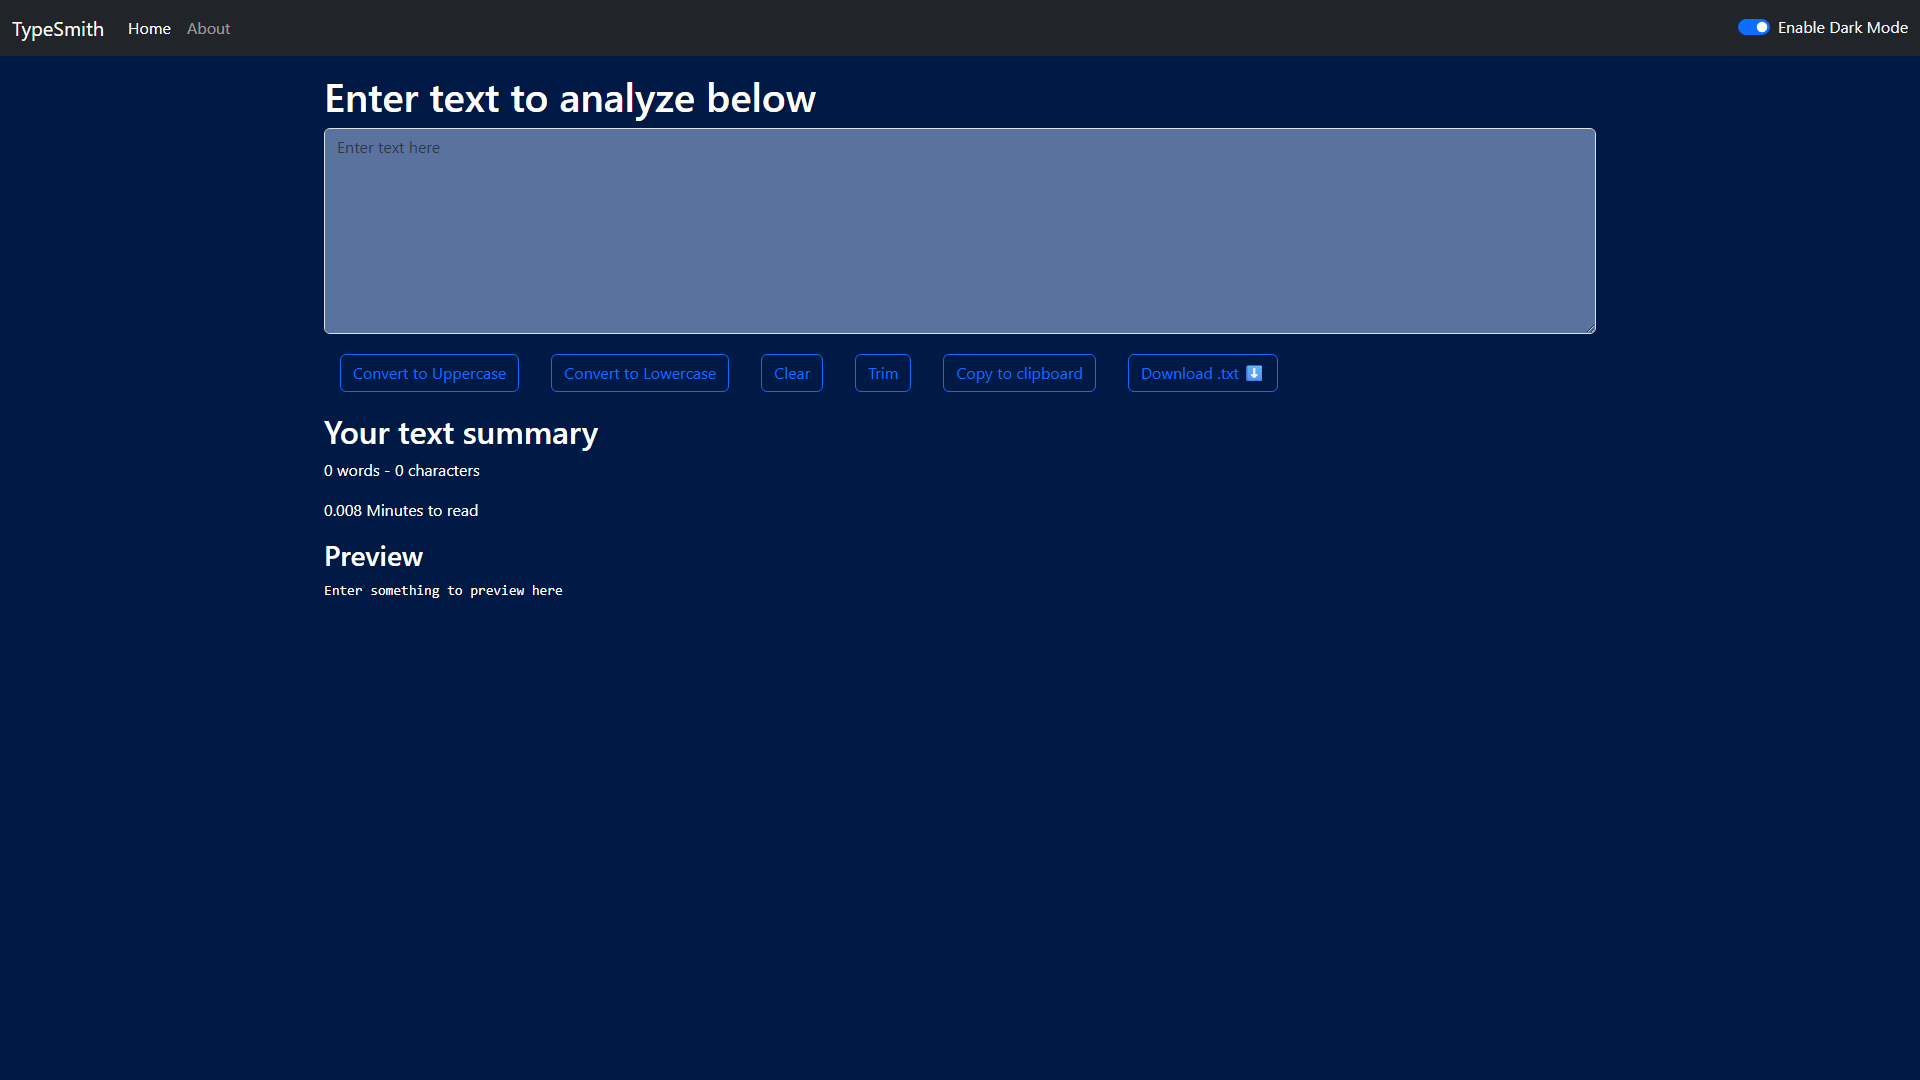 TypeSmith Home About Enable Dark Mode
Enter text to analyze below
Enter text here
Convert to Uppercase Convert to Lowercase Clear Trim Copy to clipboard Download .txt ⬇️
Your text summary
0 words - 0 characters
0.008 Minutes to read
Preview
Enter something to preview here